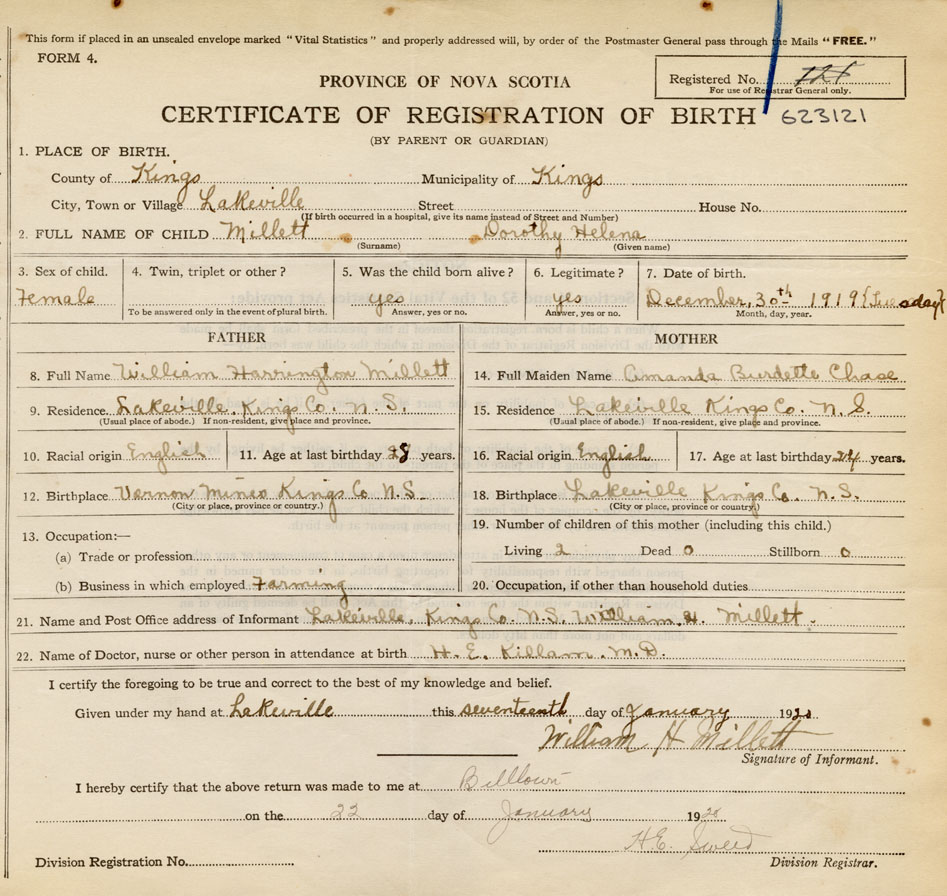 This form if placed in an unsealed envelope marked "Vital Statistics" and properly addressed will, by order of the Postmaster General pass through the Mails "FREE."
FORM 4.
PROVINCE OF NOVA SCOTIA
Registered No. 121
For use of Registrar General only.
CERTIFICATE OF REGISTRATION OF BIRTH 623121
(BY PARENT OR GUARDIAN)
1. PLACE OF BIRTH.
County of Kings Municipality of Kings
City, Town or Village Lakeville Street House No.
(If birth occurred in a hospital, give its name instead of Street and Number)
2. FULL NAME OF CHILD Millett Dorothy Helena
(Surname) (Given name)
3. Sex of child. 4. Twin, triplet or other? 5. Was the child born alive? 6. Legitimate? 7. Date of birth.
Female yes yes December, 30th 1919 {Tuesday}
To be answered only in the event of plural birth. Answer, yes or no. Answer, yes or no. Month, day, year.
FATHER MOTHER
8. Full Name William Harrington Millett 14. Full Maiden Name Amanda Burdette Chase
9. Residence. Lakeville, Kings Co. N. S. 15. Residence Lakeville Kings Co. N. S.
(Usual place of abode.) If non-resident, give place and province. (Usual place of abode.) If non-resident, give place and province.
10. Racial origin English 11. Age at last birthday 28 years. 16. Racial origin English 17. Age at last birthday 24 years.
12. Birthplace Vernon Mines Kings Co N.S. 18. Birthplace Lakeville Kings Co. N. S.
(City or place, province or country.) (City or place, province or country.)
13. Occupation:— 19. Number of children of this mother (including this child.)
(a) Trade or profession Living 2 Dead 0 Stillborn 0
(b) Business in which employed Farming 20. Occupation, if other than household duties
21. Name and Post Office address of Informant Lakeville, Kings Co. N.S. William. H. Millett.
22. Name of Doctor, nurse or other person in attendance at birth H. E. Killam. M.D.
I certify the foregoing to be true and correct to the best of my knowledge and belief.
Given under my hand at Lakeville this seventeenth day of January 1920
William H Millett
Signature of Informant.
I hereby certify that the above return was made to me at Billtown
on the 22 day of January 1920
H.E.
Division Registration No. Division Registrar.